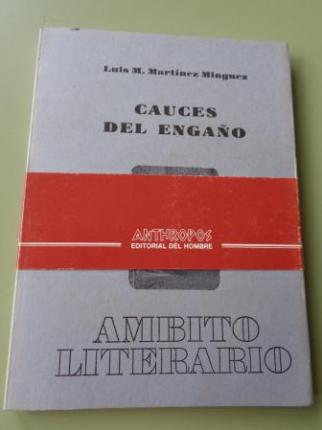 Luis M. Martínez Mínguez
CAUCES
DEL ENGAÑO
ANTHROPOS
EDITORIAL DEL HOMBRE
AMBITO
LITERARIO